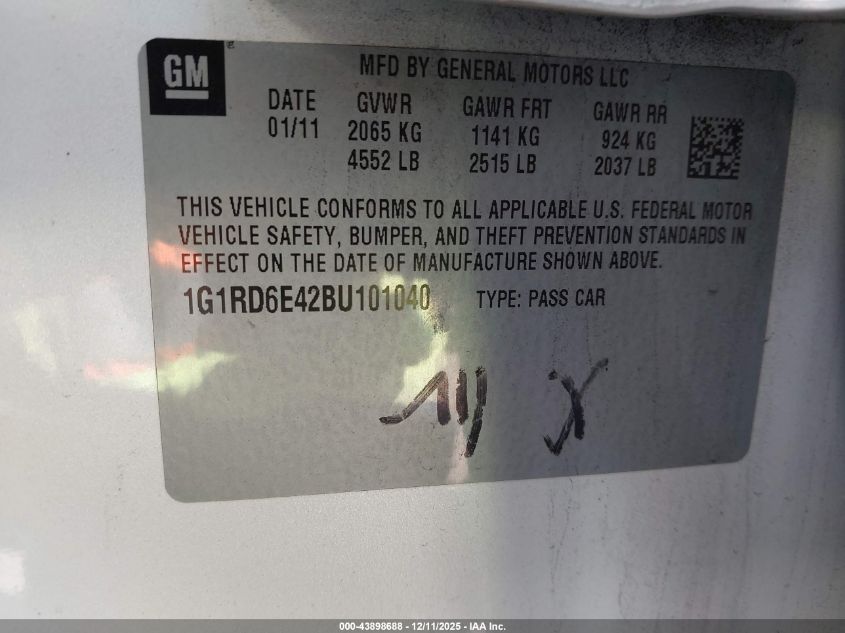 GM
MFD BY GENERAL MOTORS LLC
DATE GVWR GAWR FRT GAWR RR
01/11 2065 KG 1141 KG 924 KG
4552 LB 2515 LB 2037 LB
THIS VEHICLE CONFORMS TO ALL APPLICABLE U.S. FEDERAL MOTOR
VEHICLE SAFETY, BUMPER, AND THEFT PREVENTION STANDARDS IN
EFFECT ON THE DATE OF MANUFACTURE SHOWN ABOVE.
1G1RD6E42BU101040 TYPE: PASS CAR
000-43898688 - 12/11/2025 - IAA Inc.